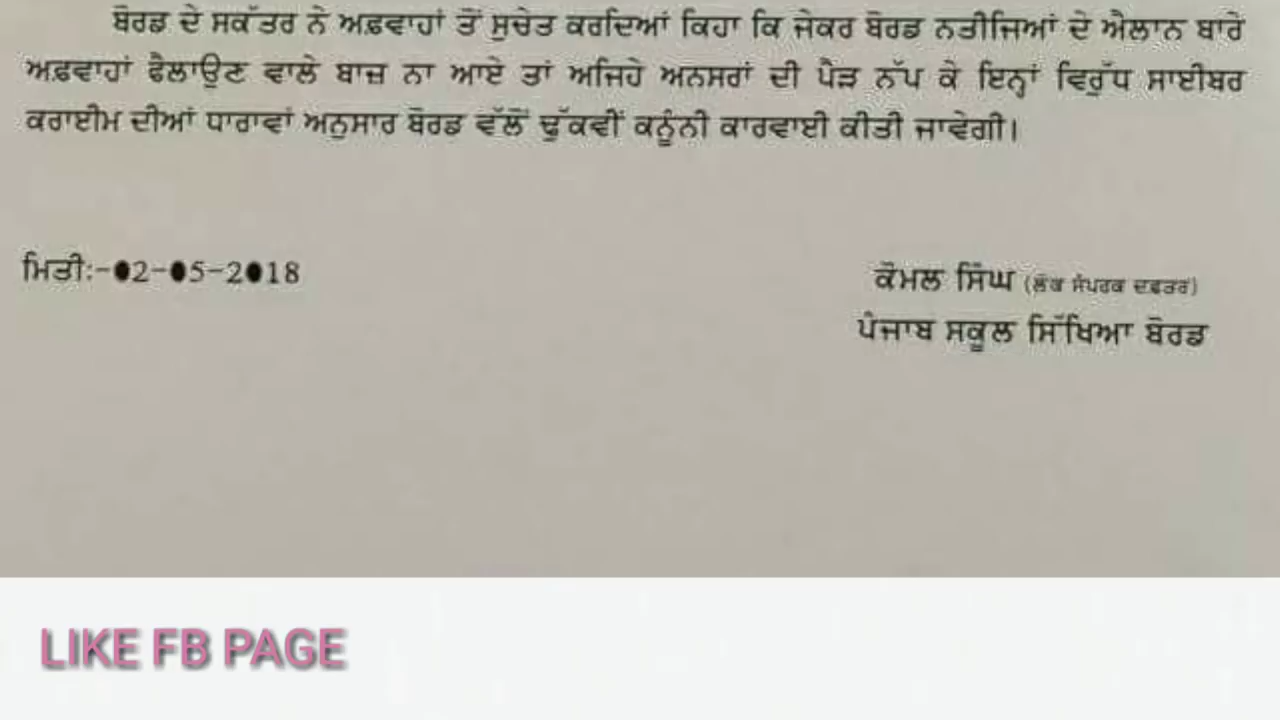 ਬੋਰਡ ਦੇ ਸਕੱਤਰ ਨੇ ਅਫ਼ਵਾਹਾਂ ਤੋਂ ਸੁਚੇਤ ਕਰਦਿਆਂ ਕਿਹਾ ਕਿ ਜੇਕਰ ਬੋਰਡ ਨਤੀਜਿਆਂ ਦੇ ਐਲਾਨ ਬਾਰੇ
ਅਫ਼ਵਾਹਾਂ ਫੈਲਾਉਣ ਵਾਲੇ ਬਾਜ਼ ਨਾ ਆਏ ਤਾਂ ਅਜਿਹੇ ਅਨਸਰਾਂ ਦੀ ਪੈੜ ਨੱਪ ਕੇ ਇਨ੍ਹਾਂ ਵਿਰੁੱਧ ਸਾਈਬਰ
ਕਰਾਈਮ ਦੀਆਂ ਧਾਰਾਵਾਂ ਅਨੁਸਾਰ ਬੋਰਡ ਵੱਲੋਂ ਢੁੱਕਵੀਂ ਕਨੂੰਨੀ ਕਾਰਵਾਈ ਕੀਤੀ ਜਾਵੇਗੀ।
ਮਿਤੀ:-02-05-2018
ਕੋਮਲ ਸਿੰਘ (ਲੋਕ ਸੰਪਰਕ ਦਫ਼ਤਰ)
ਪੰਜਾਬ ਸਕੂਲ ਸਿੱਖਿਆ ਬੋਰਡ
LIKE FB PAGE